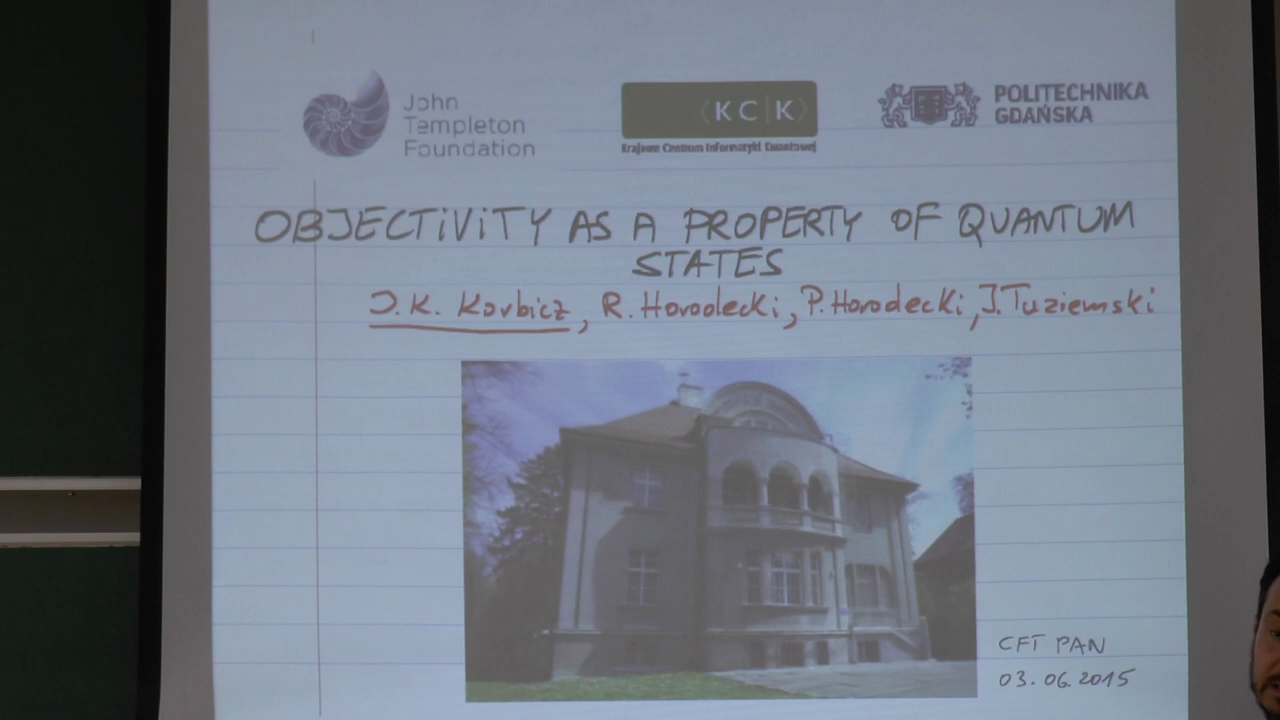 John
Templeton
Foundation
KC|K
Krajowe Centrum Informatyki Kwantowej
POLITECHNIKA
GDAŃSKA
OBJECTIVITY AS A PROPERTY OF QUANTUM
STATES
J. K. Korbicz, R. Horodecki, P. Horodecki, J. Tuziemski
CFT PAN
03.06.2015